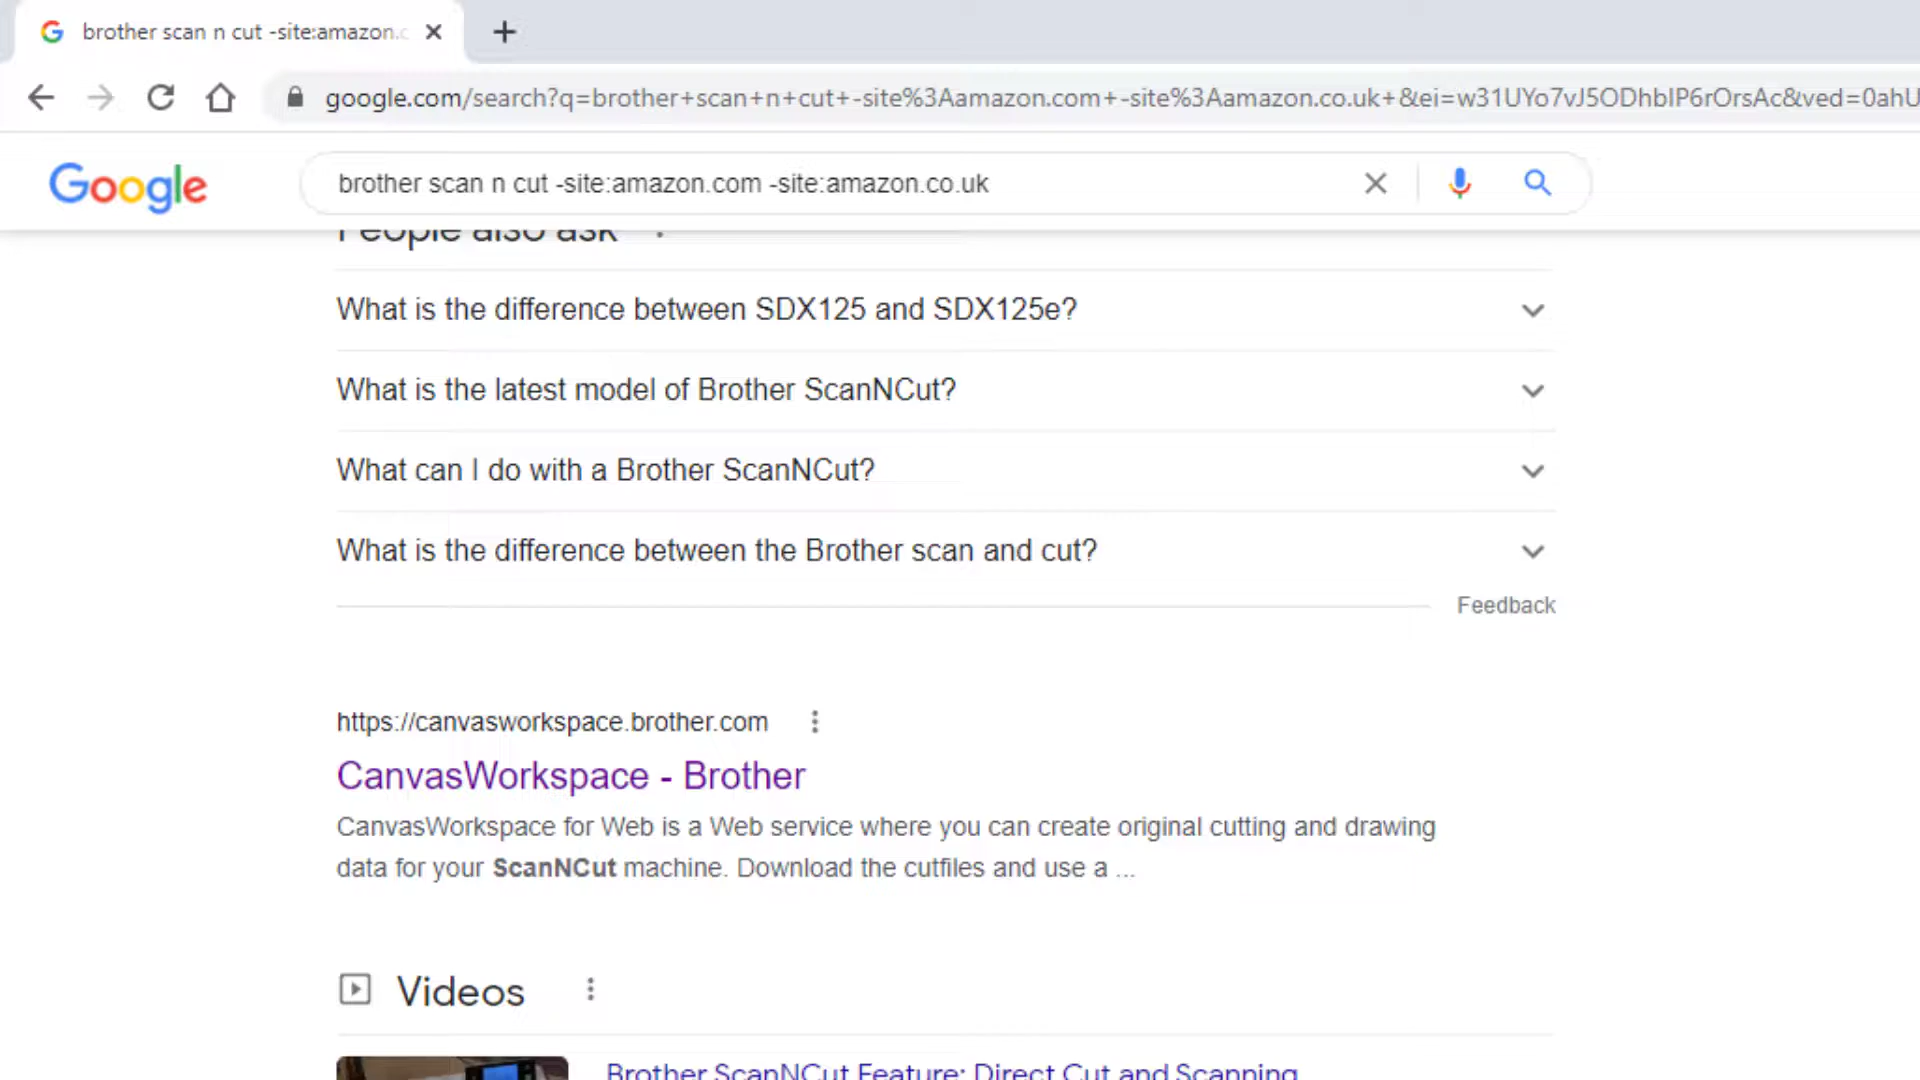 brother scan n cut -site:amazon.c
google.com/search?q=brother+scan+n+cut+-site%3Aamazon.com+-site%3Aamazon.co.uk+&ei=w31UYo7vJ5ODhbIP6rOrsAc&ved=0ahU
Google
brother scan n cut -site:amazon.com -site:amazon.co.uk
People also ask
What is the difference between SDX125 and SDX125e?
What is the latest model of Brother ScanNCut?
What can I do with a Brother ScanNCut?
What is the difference between the Brother scan and cut?
Feedback
https://canvasworkspace.brother.com
CanvasWorkspace - Brother
CanvasWorkspace for Web is a Web service where you can create original cutting and drawing
data for your ScanNCut machine. Download the cutfiles and use a ...
Videos
Brother ScanNCut Feature: Direct Cut and Scanning